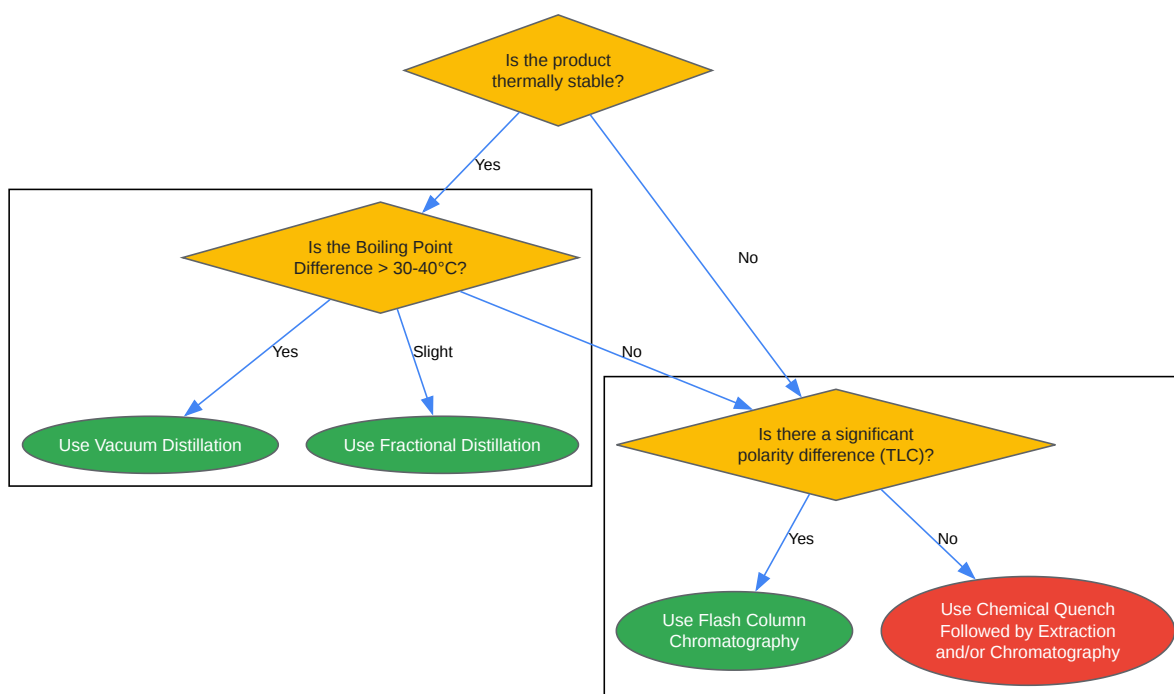 Is the product
thermally stable?
Yes
No
Is the Boiling Point
Difference > 30-40°C?
Yes
Slight
No
Use Vacuum Distillation
Use Fractional Distillation
Is there a significant
polarity difference (TLC)?
Yes
No
Use Flash Column
Chromatography
Use Chemical Quench
Followed by Extraction
and/or Chromatography